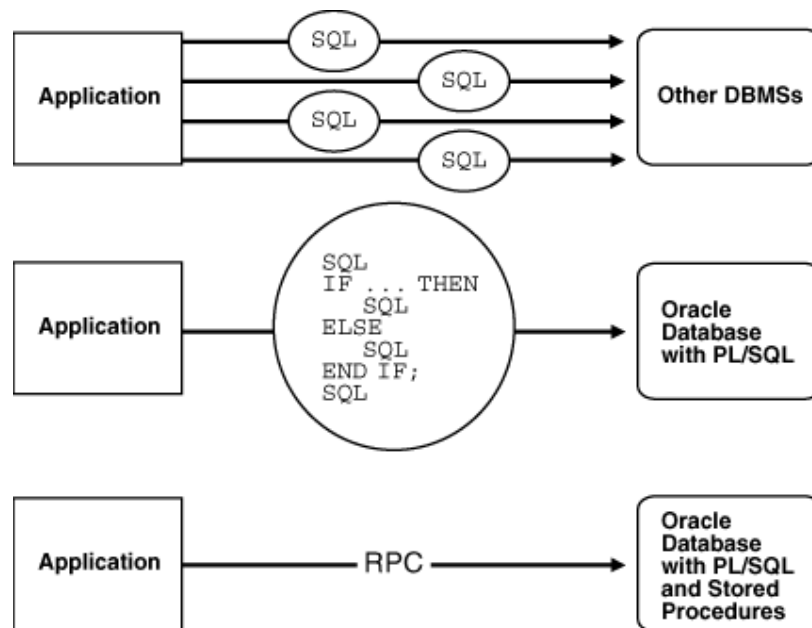 SQL
SQL
Application
Other DBMSs
SQL
SQL
SQL
IF ... THEN
SQL
ELSE
SQL
END IF;
SQL
Application
Oracle
Database
with PL/SQL
Application
RPC
Oracle
Database
with PL/SQL
and Stored
Procedures